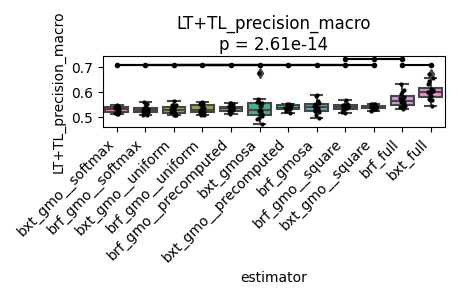 LT+TL_precision_macro
p = 2.61e-14
LT+TL_precision_macro
0.7
0.6
0.5
bxt_gmo__softmax
brf_gmo__softmax
bxt_gmo__uniform
brf_gmo__uniform
brf_gmo__precomputed
bxt_gmosa
bxt_gmo__precomputed
brf_gmosa
brf_gmo__square
bxt_gmo__square
brf_full
bxt_full
estimator